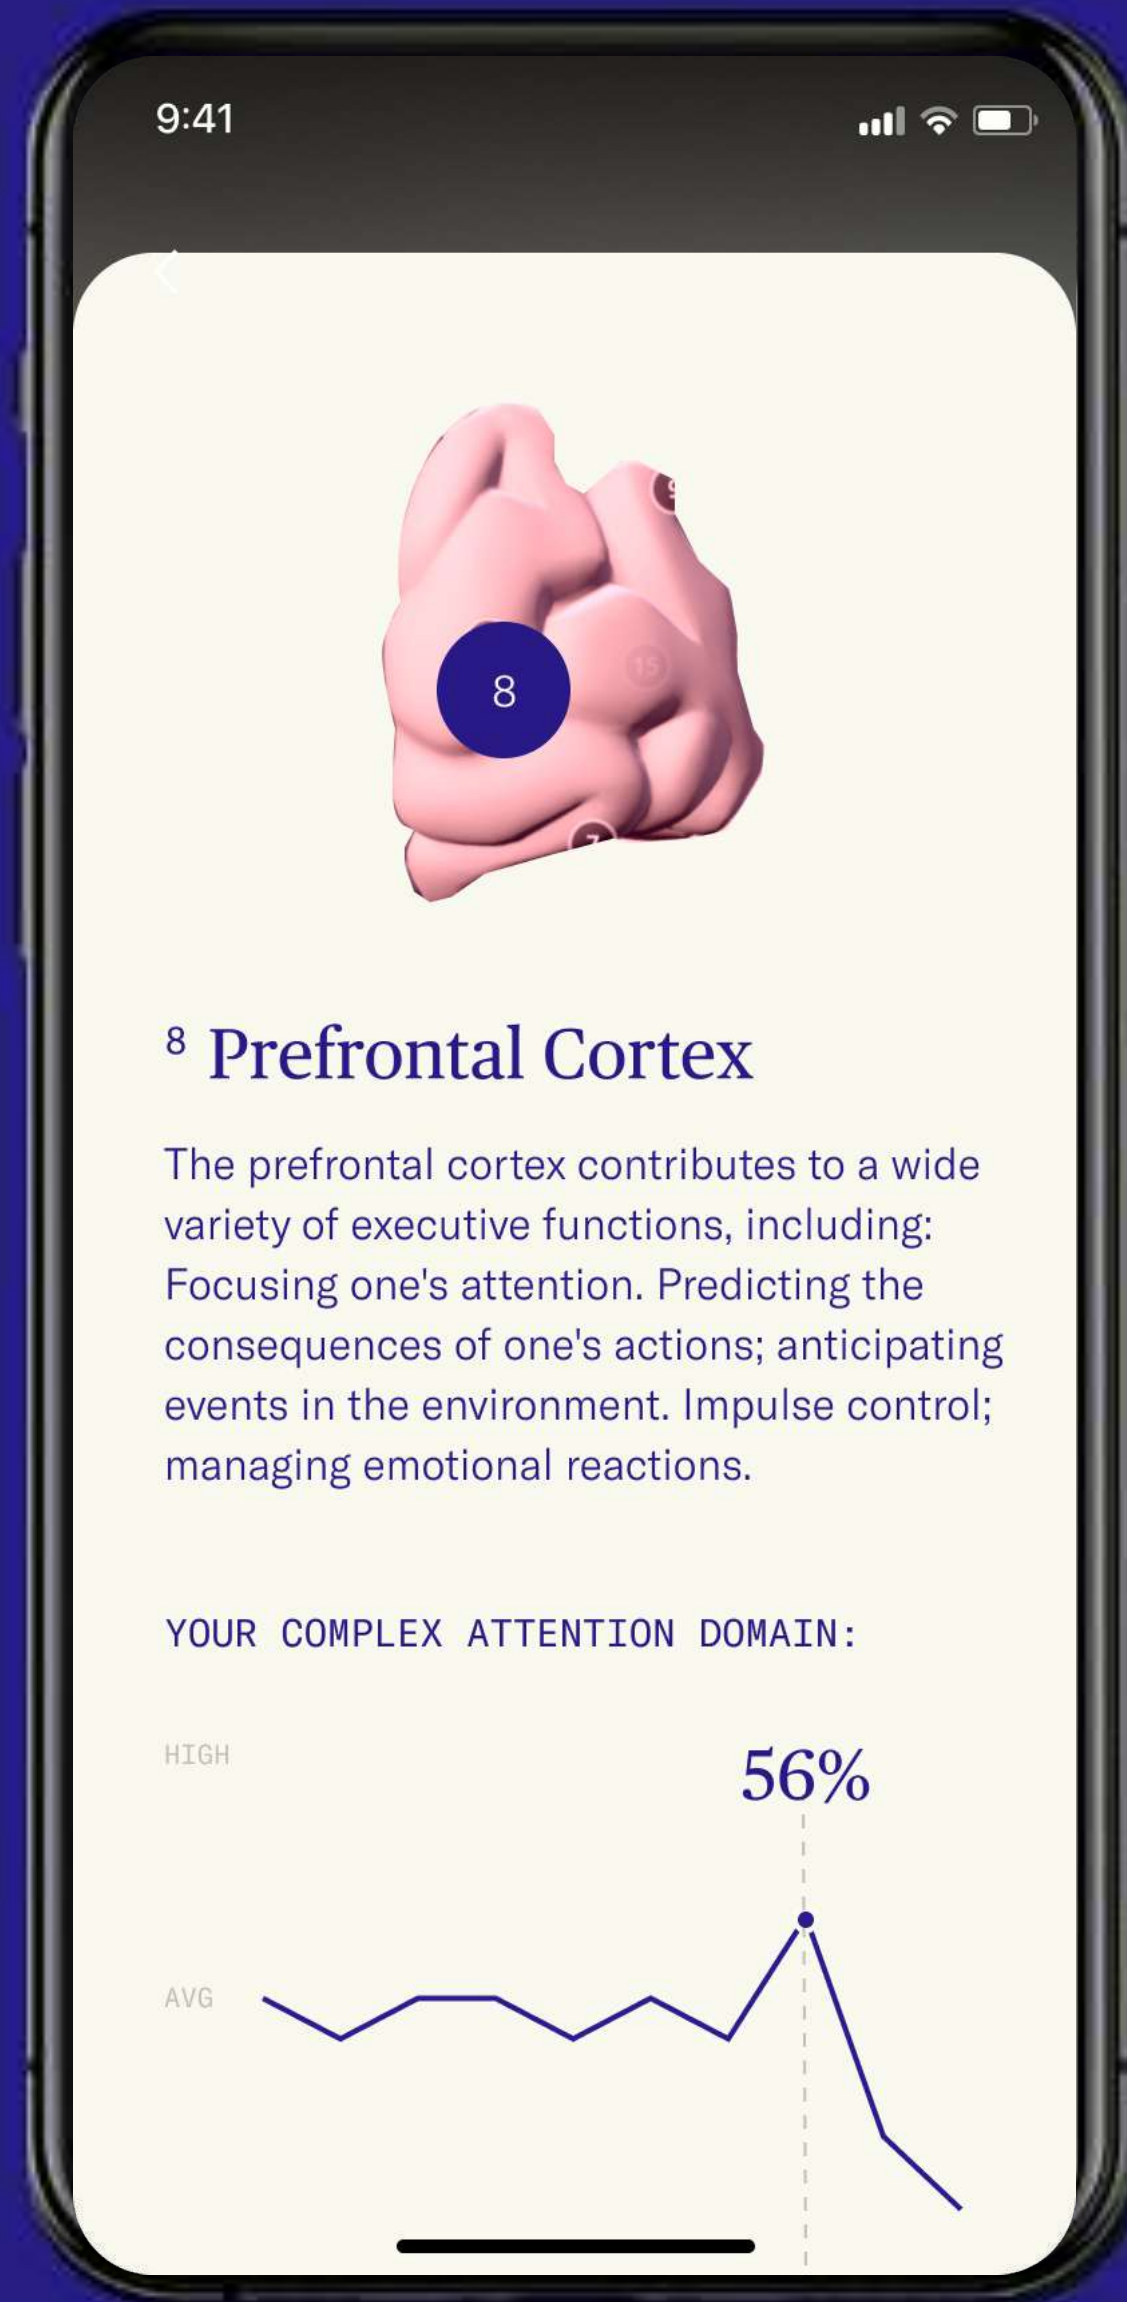 9:41
15
8
7
8 Prefrontal Cortex
The prefrontal cortex contributes to a wide
variety of executive functions, including:
Focusing one's attention. Predicting the
consequences of one's actions; anticipating
events in the environment. Impulse control;
managing emotional reactions.
YOUR COMPLEX ATTENTION DOMAIN:
HIGH
56%
AVG